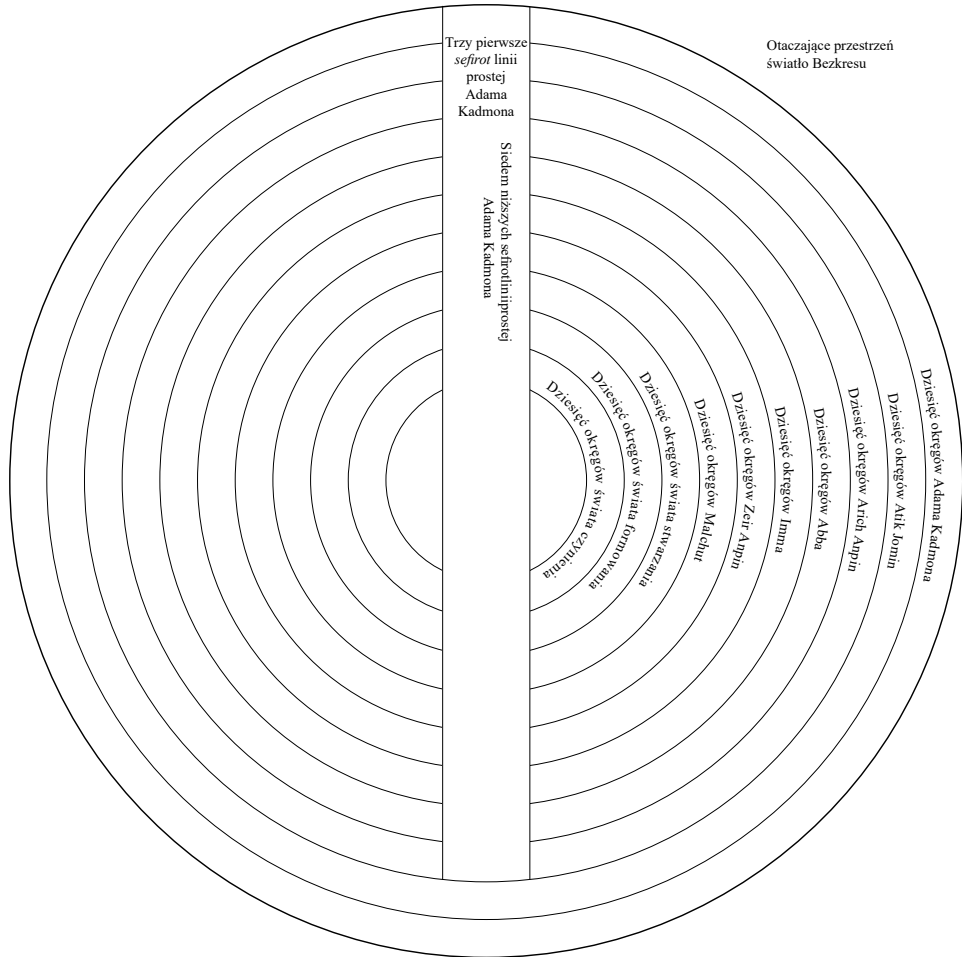 Trzy pierwsze
sefirot linii
prostej
Adama
Kadmona
Otaczające przestrzeń
światło Bezkresu
Siedem niższych sefirotliniiprostej
Adama Kadmona
Dziesięć okręgów świata czynienia
Dziesięć okręgów świata formowania
Dziesięć okręgów świata stwarzania
Dziesięć okręgów Malchut
Dziesięć okręgów Zeir Anpin
Dziesięć okręgów Imma
Dziesięć okręgów Abba
Dziesięć okręgów Arich Anpin
Dziesięć okręgów Atik Jomin
Dziesięć okręgów Adama Kadmona